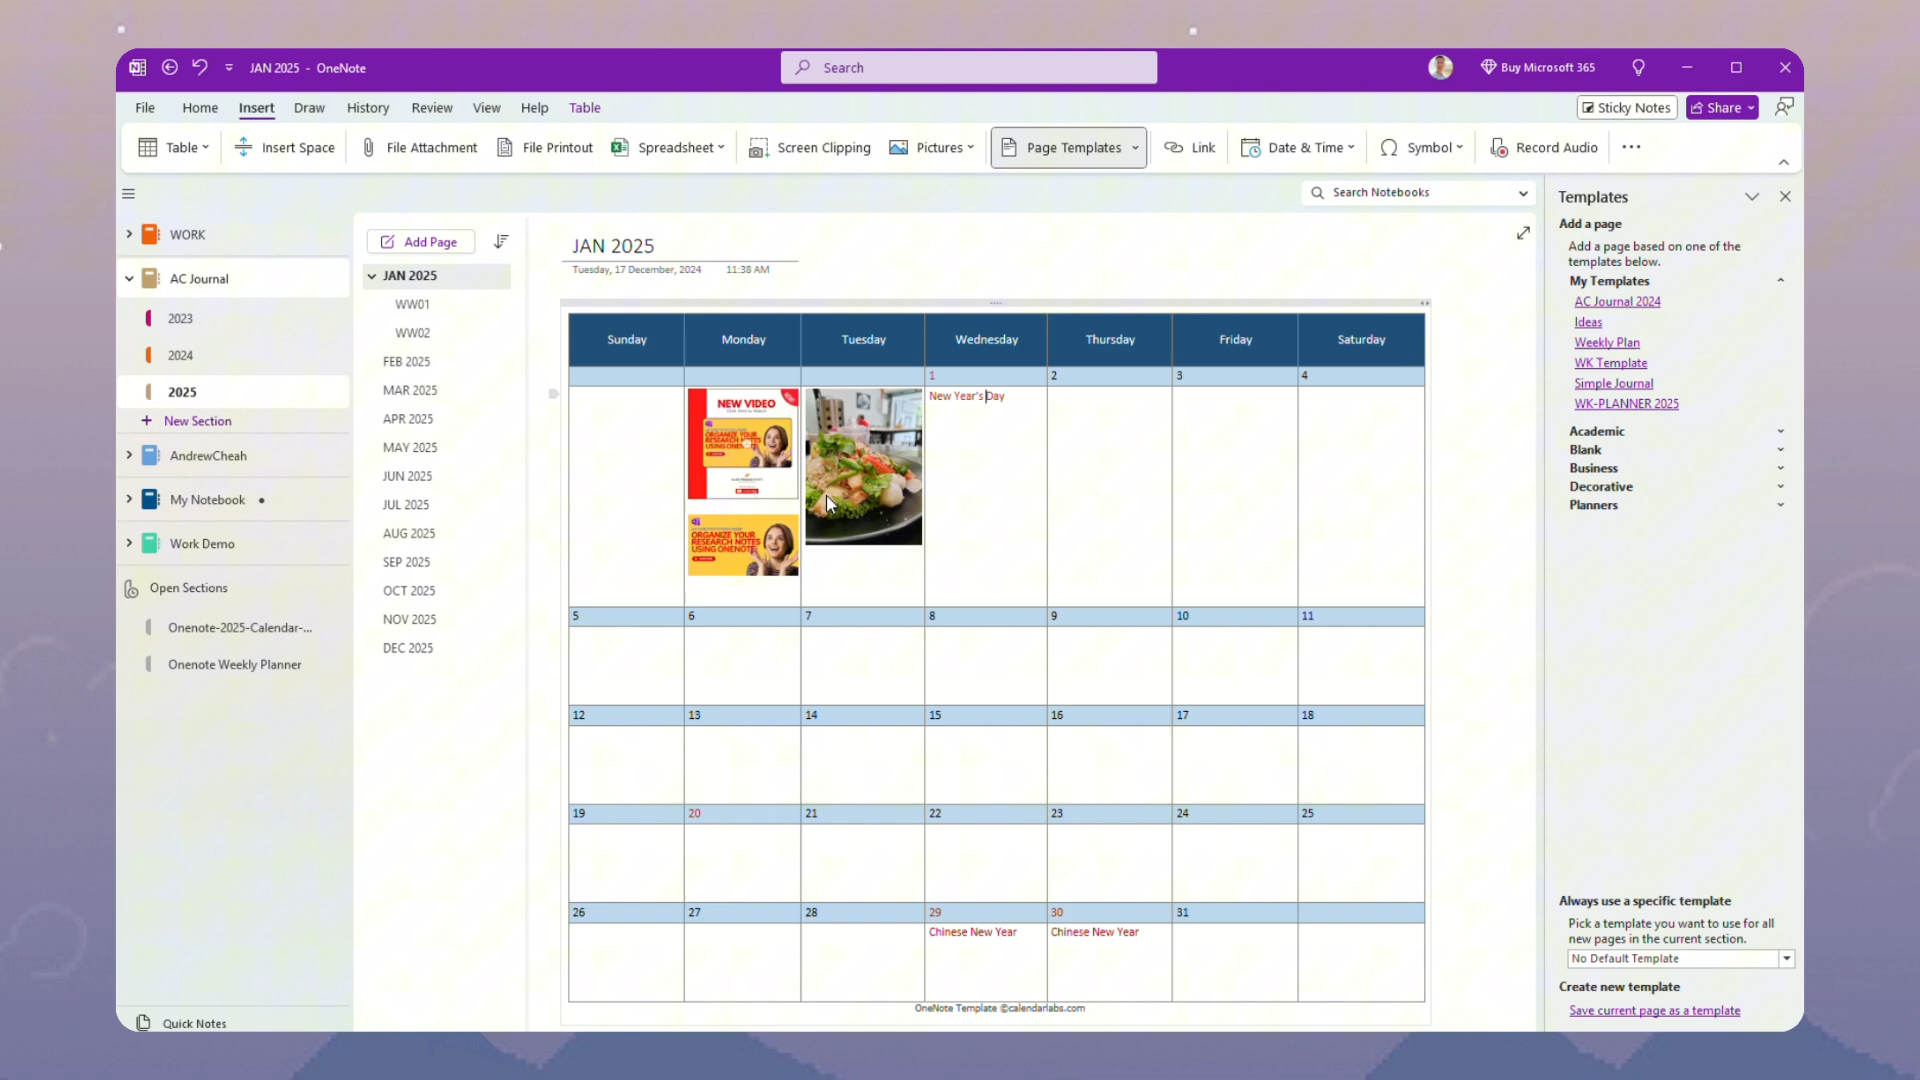 JAN 2025 - OneNote
Search
Buy Microsoft 365
File Home Insert Draw History Review View Help Table
Sticky Notes Share
Table Insert Space File Attachment File Printout Spreadsheet Screen Clipping Pictures Page Templates Link Date & Time Symbol Record Audio
Search Notebooks
WORK
AC Journal
2023
2024
2025
New Section
AndrewCheah
My Notebook
Work Demo
Open Sections
Onenote-2025-Calendar-...
Onenote Weekly Planner
Quick Notes
Add Page
JAN 2025
WW01
WW02
FEB 2025
MAR 2025
APR 2025
MAY 2025
JUN 2025
JUL 2025
AUG 2025
SEP 2025
OCT 2025
NOV 2025
DEC 2025
JAN 2025
Tuesday, 17 December, 2024 11:38 AM
Sunday Monday Tuesday Wednesday Thursday Friday Saturday
1 2 3 4
New Year's Day
NEW VIDEO
ORGANIZE YOUR
RESEARCH NOTES
USING ONENOTE
ORGANIZE YOUR
RESEARCH NOTES
USING ONENOTE
5 6 7 8 9 10 11
12 13 14 15 16 17 18
19 20 21 22 23 24 25
26 27 28 29 30 31
Chinese New Year Chinese New Year
OneNote Template ©calendarlabs.com
Templates
Add a page
Add a page based on one of the
templates below.
My Templates
AC Journal 2024
Ideas
Weekly Plan
WK Template
Simple Journal
WK-PLANNER 2025
Academic
Blank
Business
Decorative
Planners
Always use a specific template
Pick a template you want to use for all
new pages in the current section.
No Default Template
Create new template
Save current page as a template